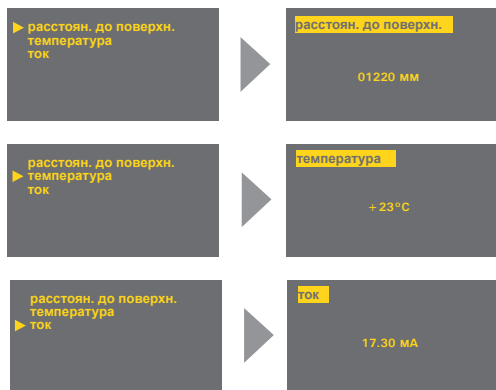 расстоян. до поверхн.
температура
ток
расстоян. до поверхн.
01220 мм
расстоян. до поверхн.
температура
ток
температура
+23°C
расстоян. до поверхн.
температура
ток
ток
17.30 мА